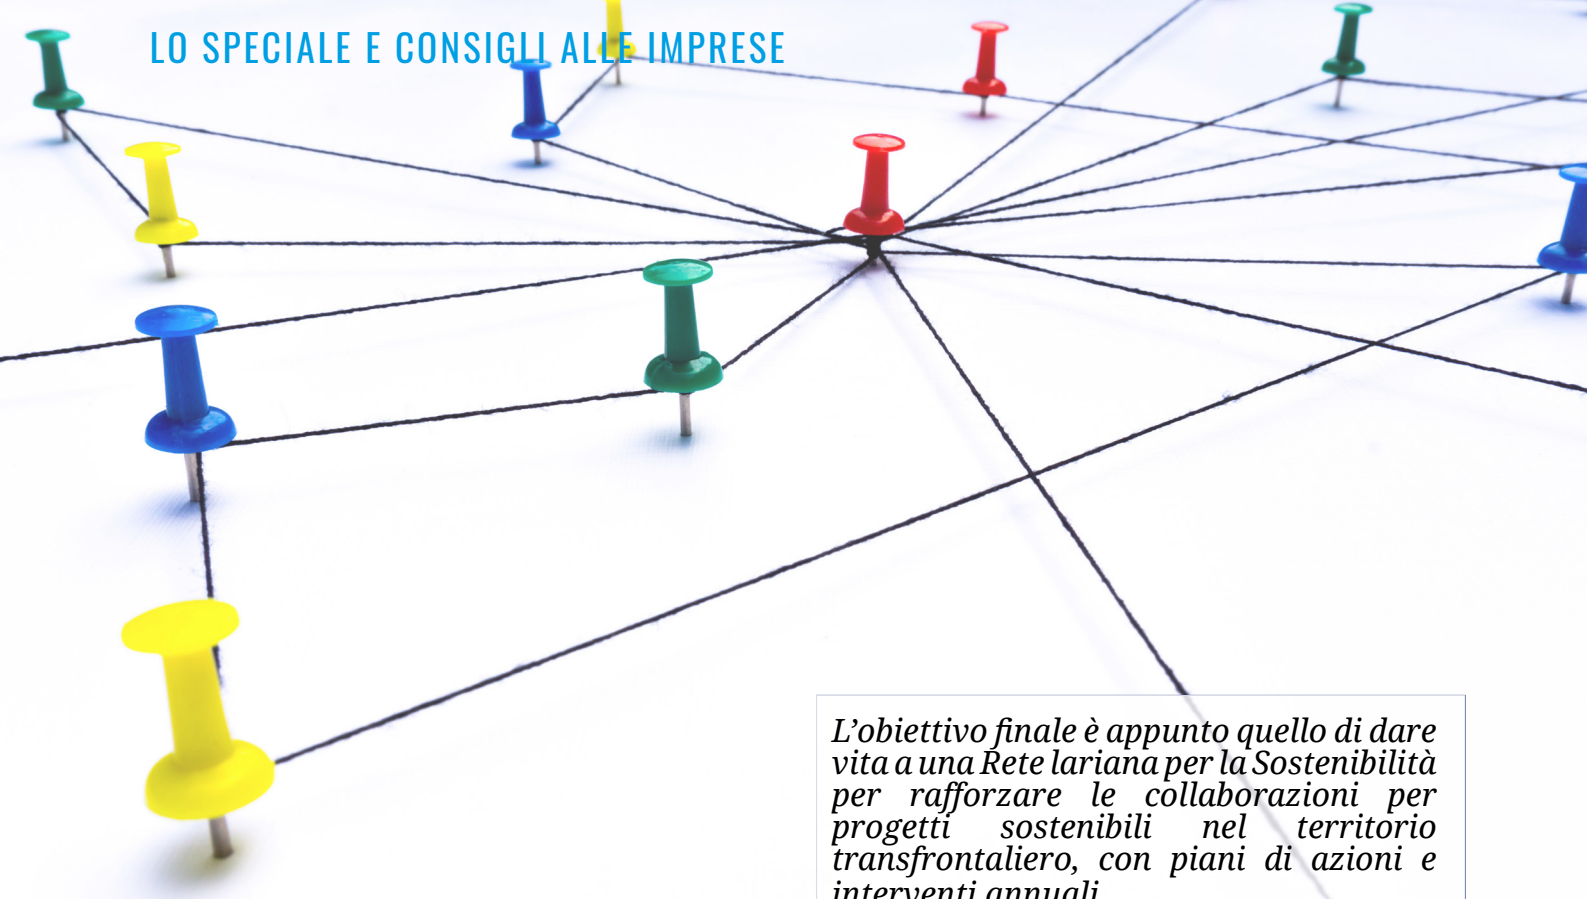 LO SPECIALE E CONSIGLI ALLE IMPRESE
L’obiettivo finale è appunto quello di dare
vita a una Rete lariana per la Sostenibilità
per rafforzare le collaborazioni per
progetti sostenibili nel territorio
transfrontaliero, con piani di azioni e
interventi annuali